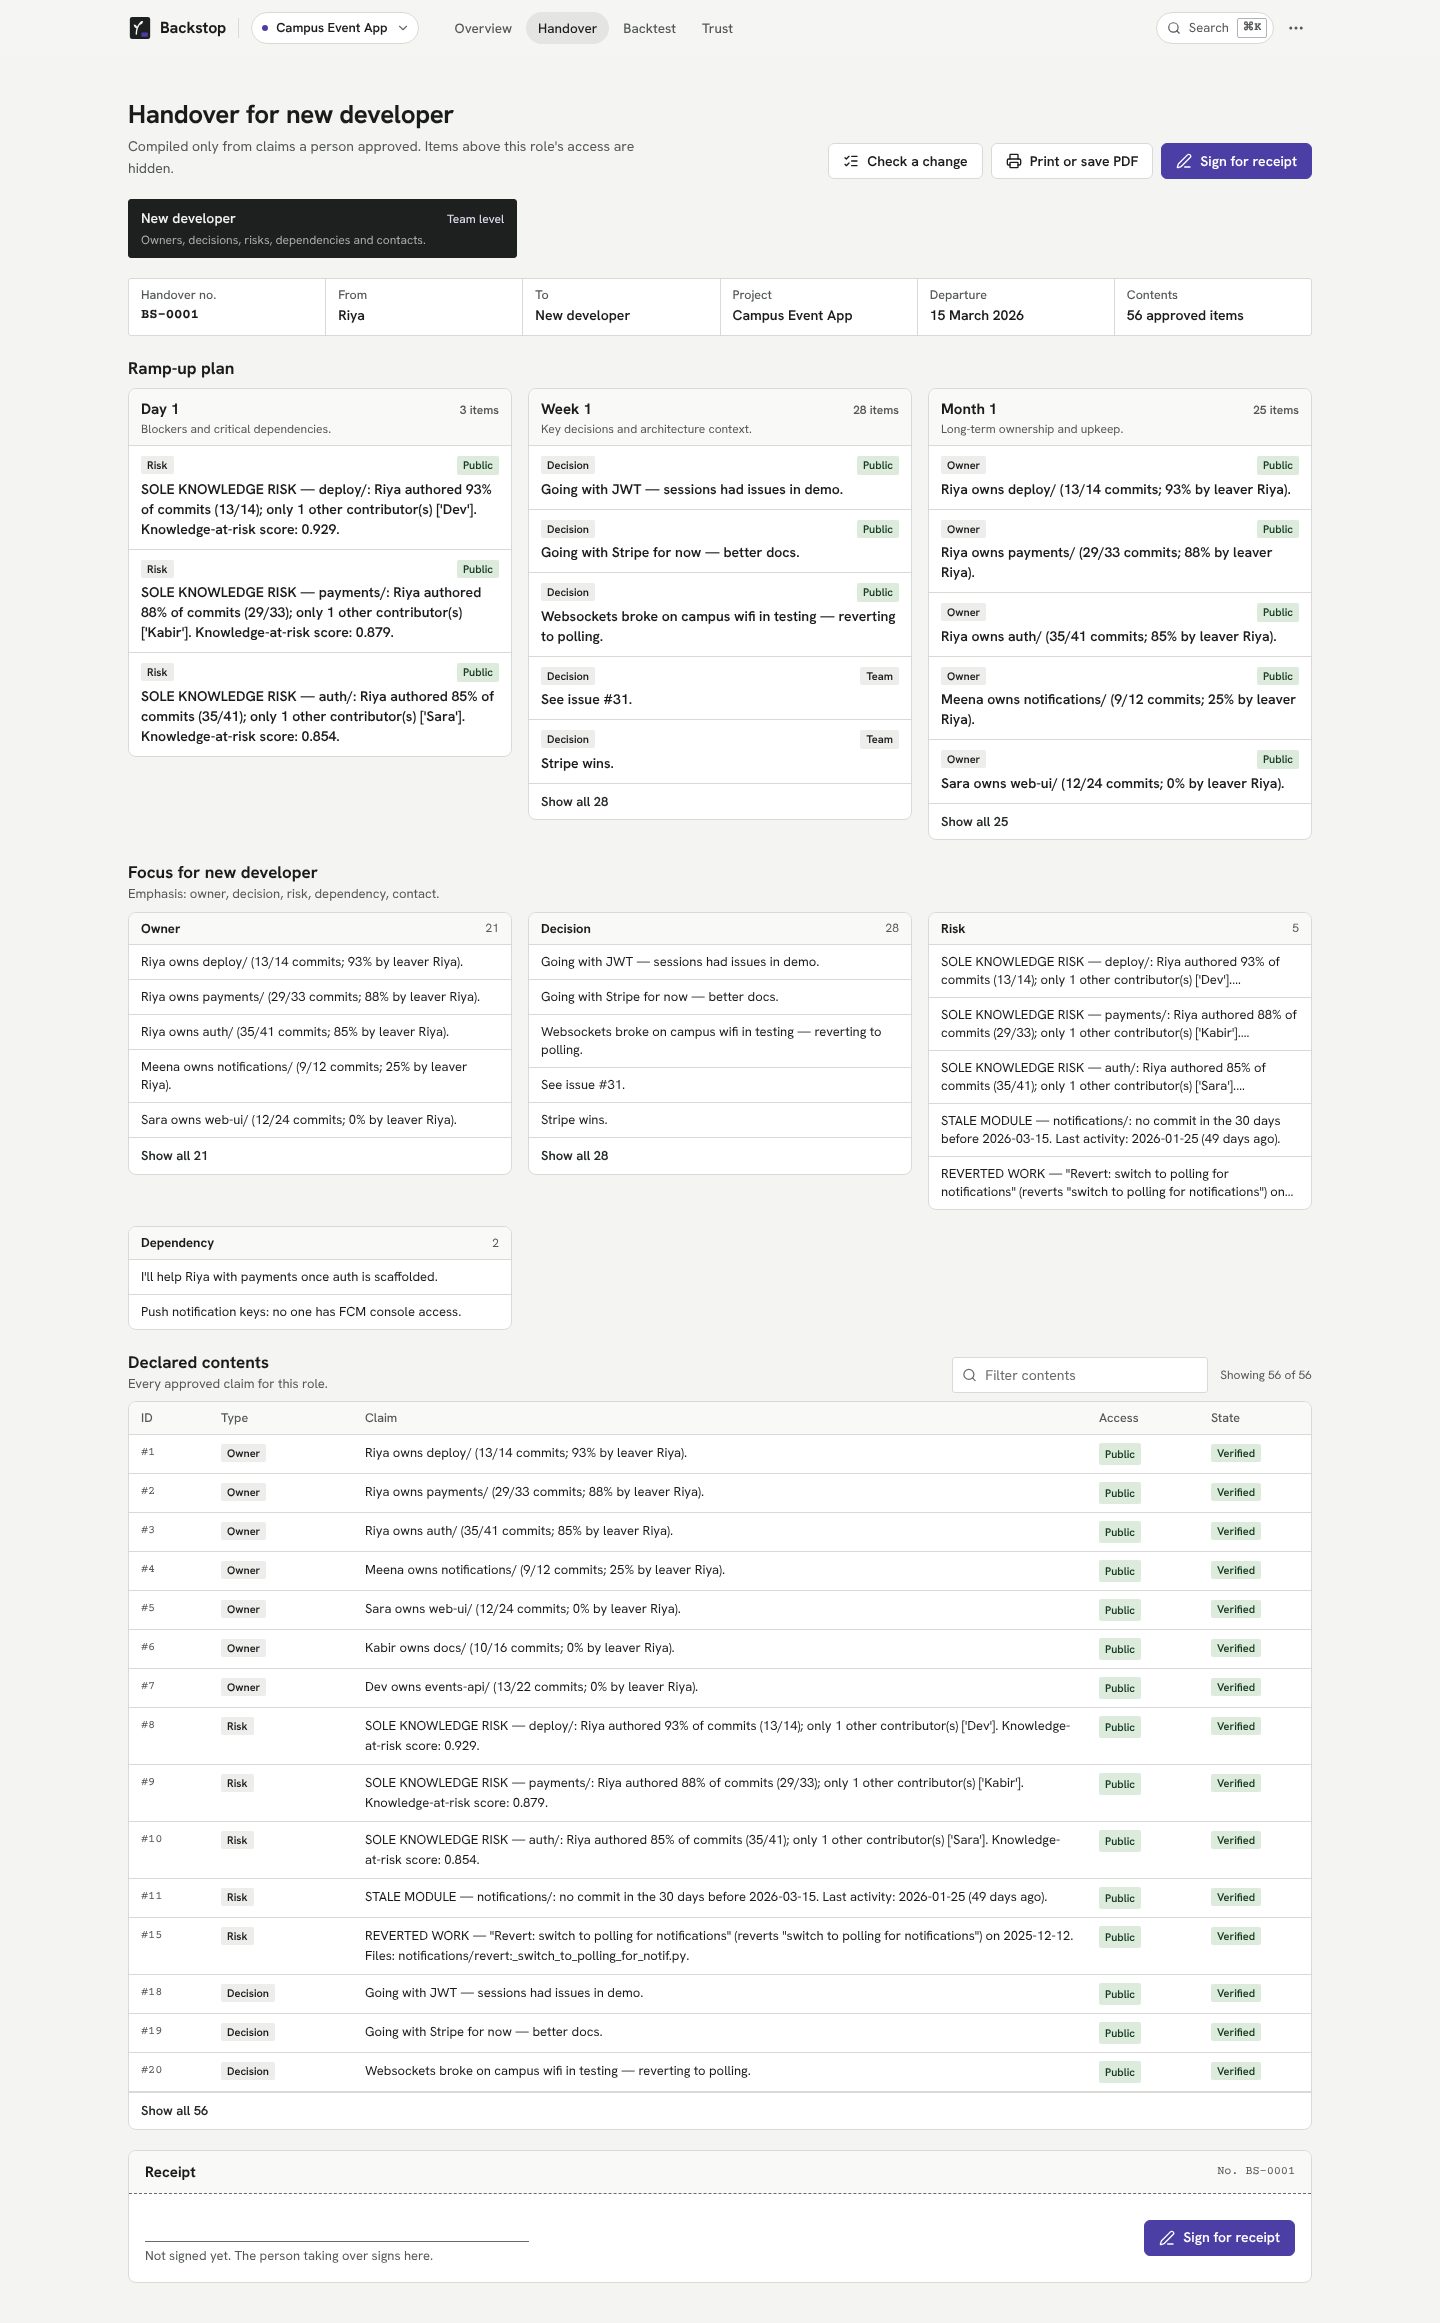 Backstop
Campus Event App
Overview
Handover
Backtest
Trust
Search
⌘K
Handover for new developer
Compiled only from claims a person approved. Items above this role's access are
hidden.
Check a change
Print or save PDF
Sign for receipt
New developer
Team level
Owners, decisions, risks, dependencies and contacts.
Handover no.
BS-0001
From
Riya
To
New developer
Project
Campus Event App
Departure
15 March 2026
Contents
56 approved items
Ramp-up plan
Day 1
3 items
Blockers and critical dependencies.
Risk
Public
SOLE KNOWLEDGE RISK — deploy/: Riya authored 93%
of commits (13/14); only 1 other contributor(s) ['Dev'].
Knowledge-at-risk score: 0.929.
Risk
Public
SOLE KNOWLEDGE RISK — payments/: Riya authored
88% of commits (29/33); only 1 other contributor(s)
['Kabir']. Knowledge-at-risk score: 0.879.
Risk
Public
SOLE KNOWLEDGE RISK — auth/: Riya authored 85% of
commits (35/41); only 1 other contributor(s) ['Sara'].
Knowledge-at-risk score: 0.854.
Week 1
28 items
Key decisions and architecture context.
Decision
Public
Going with JWT — sessions had issues in demo.
Decision
Public
Going with Stripe for now — better docs.
Decision
Public
Websockets broke on campus wifi in testing — reverting
to polling.
Decision
Team
See issue #31.
Decision
Team
Stripe wins.
Show all 28
Month 1
25 items
Long-term ownership and upkeep.
Owner
Public
Riya owns deploy/ (13/14 commits; 93% by leaver Riya).
Owner
Public
Riya owns payments/ (29/33 commits; 88% by leaver
Riya).
Owner
Public
Riya owns auth/ (35/41 commits; 85% by leaver Riya).
Owner
Public
Meena owns notifications/ (9/12 commits; 25% by leaver
Riya).
Owner
Public
Sara owns web-ui/ (12/24 commits; 0% by leaver Riya).
Show all 25
Focus for new developer
Emphasis: owner, decision, risk, dependency, contact.
Owner
21
Riya owns deploy/ (13/14 commits; 93% by leaver Riya).
Riya owns payments/ (29/33 commits; 88% by leaver Riya).
Riya owns auth/ (35/41 commits; 85% by leaver Riya).
Meena owns notifications/ (9/12 commits; 25% by leaver
Riya).
Sara owns web-ui/ (12/24 commits; 0% by leaver Riya).
Show all 21
Decision
28
Going with JWT — sessions had issues in demo.
Going with Stripe for now — better docs.
Websockets broke on campus wifi in testing — reverting to
polling.
See issue #31.
Stripe wins.
Show all 28
Risk
5
SOLE KNOWLEDGE RISK — deploy/: Riya authored 93% of
commits (13/14); only 1 other contributor(s) ['Dev']....
SOLE KNOWLEDGE RISK — payments/: Riya authored 88% of
commits (29/33); only 1 other contributor(s) ['Kabir']....
SOLE KNOWLEDGE RISK — auth/: Riya authored 85% of
commits (35/41); only 1 other contributor(s) ['Sara']....
STALE MODULE — notifications/: no commit in the 30 days
before 2026-03-15. Last activity: 2026-01-25 (49 days ago).
REVERTED WORK — "Revert: switch to polling for
notifications" (reverts "switch to polling for notifications") on...
Dependency
2
I'll help Riya with payments once auth is scaffolded.
Push notification keys: no one has FCM console access.
Declared contents
Every approved claim for this role.
Filter contents
Showing 56 of 56
ID Type Claim Access State
#1 Owner Riya owns deploy/ (13/14 commits; 93% by leaver Riya). Public Verified
#2 Owner Riya owns payments/ (29/33 commits; 88% by leaver Riya). Public Verified
#3 Owner Riya owns auth/ (35/41 commits; 85% by leaver Riya). Public Verified
#4 Owner Meena owns notifications/ (9/12 commits; 25% by leaver Riya). Public Verified
#5 Owner Sara owns web-ui/ (12/24 commits; 0% by leaver Riya). Public Verified
#6 Owner Kabir owns docs/ (10/16 commits; 0% by leaver Riya). Public Verified
#7 Owner Dev owns events-api/ (13/22 commits; 0% by leaver Riya). Public Verified
#8 Risk SOLE KNOWLEDGE RISK — deploy/: Riya authored 93% of commits (13/14); only 1 other contributor(s) ['Dev']. Knowledge- Public Verified
at-risk score: 0.929.
#9 Risk SOLE KNOWLEDGE RISK — payments/: Riya authored 88% of commits (29/33); only 1 other contributor(s) ['Kabir']. Public Verified
Knowledge-at-risk score: 0.879.
#10 Risk SOLE KNOWLEDGE RISK — auth/: Riya authored 85% of commits (35/41); only 1 other contributor(s) ['Sara']. Knowledge- Public Verified
at-risk score: 0.854.
#11 Risk STALE MODULE — notifications/: no commit in the 30 days before 2026-03-15. Last activity: 2026-01-25 (49 days ago). Public Verified
#15 Risk REVERTED WORK — "Revert: switch to polling for notifications" (reverts "switch to polling for notifications") on 2025-12-12. Public Verified
Files: notifications/revert:_switch_to_polling_for_notif.py.
#18 Decision Going with JWT — sessions had issues in demo. Public Verified
#19 Decision Going with Stripe for now — better docs. Public Verified
#20 Decision Websockets broke on campus wifi in testing — reverting to polling. Public Verified
Show all 56
Receipt
No. BS-0001
Not signed yet. The person taking over signs here.
Sign for receipt